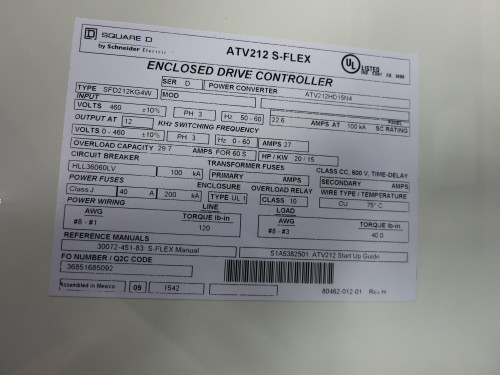 D SQUARE D
by Schneider Electric
ATV212 S-FLEX
UL LISTED
ENCLOSED DRIVE CONTROLLER
TYPE SFD212KG4W SER D POWER CONVERTER ATV212HD15N4
MOD
INPUT
VOLTS 460 ±10% PH 3 Hz 50-60 22.6 AMPS AT 100 kA PANEL SC RATING
OUTPUT AT 12 KHz SWITCHING FREQUENCY
VOLTS 0 - 460 ±10% PH 3 Hz 0-60 AMPS 27
OVERLOAD CAPACITY 29.7 AMPS FOR 60 S HP / KW 20 / 15
CIRCUIT BREAKER TRANSFORMER FUSES CLASS CC, 600 V, TIME-DELAY
HLL36060LV 100 kA PRIMARY AMPS SECONDARY AMPS
POWER FUSES ENCLOSURE OVERLOAD RELAY WIRE TYPE / TEMPERATURE
Class J 40 A 200 kA TYPE UL 1 CLASS 10 CU 75° C
POWER WIRING LINE LOAD
AWG TORQUE lb-in AWG TORQUE lb-in
#8 - #1 120 #8 - #3 40.0
REFERENCE MANUALS
30072-451-83 S-FLEX Manual S1A5382501: ATV212 Start Up Guide
FO NUMBER / Q2C CODE
36851685092
Assembled in Mexico 09 1542 80462-012-01 Rev. H